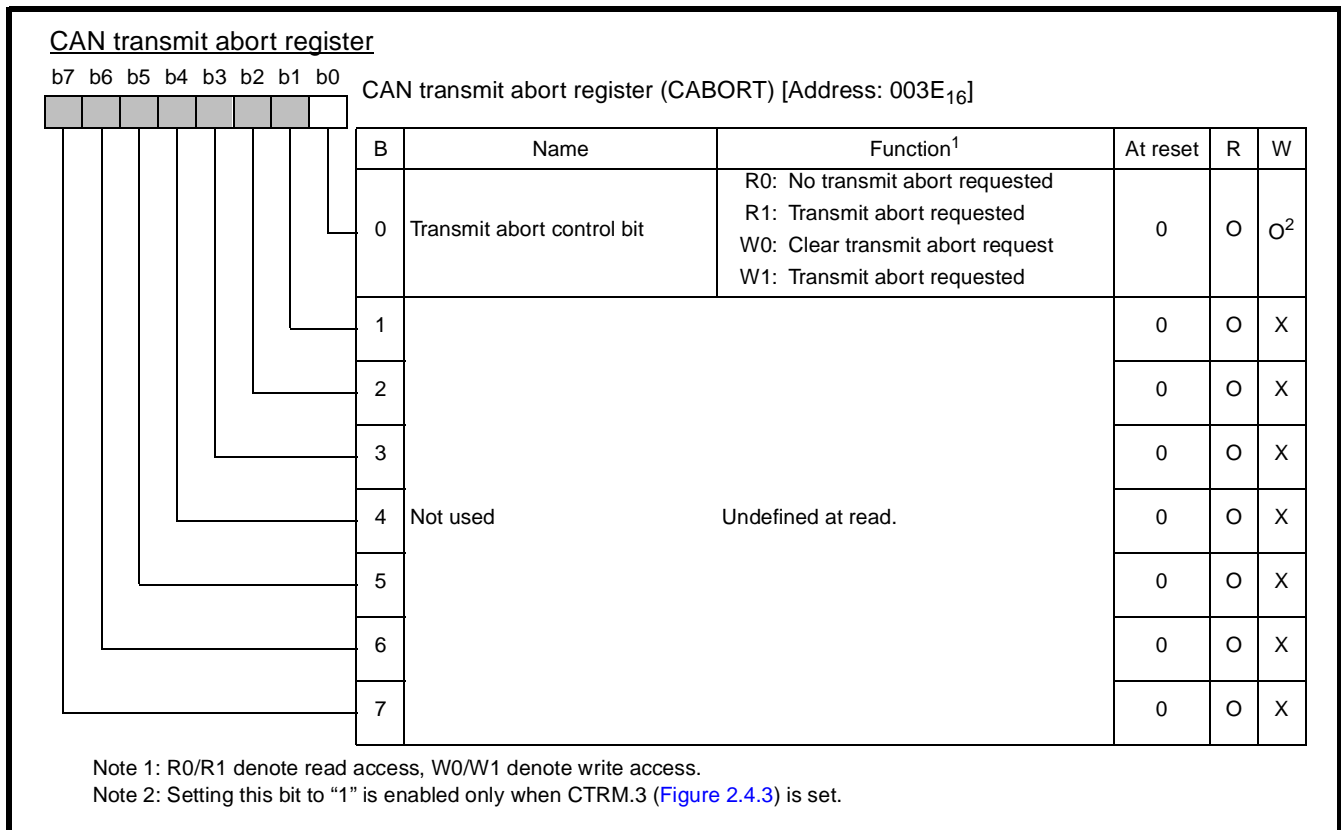 CAN transmit abort register
b7 b6 b5 b4 b3 b2 b1 b0
CAN transmit abort register (CABORT) [Address: 003E16]
B Name Function1 At reset R W
0 Transmit abort control bit R0: No transmit abort requested 0 O O2
R1: Transmit abort requested
W0: Clear transmit abort request
W1: Transmit abort requested
1 0 O X
2 0 O X
3 0 O X
4 Not used Undefined at read. 0 O X
5 0 O X
6 0 O X
7 0 O X
Note 1: R0/R1 denote read access, W0/W1 denote write access.
Note 2: Setting this bit to “1” is enabled only when CTRM.3 (Figure 2.4.3) is set.